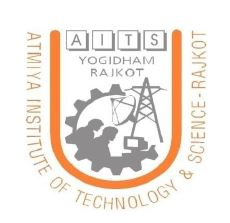 AITS
YOGIDHAM
RAJKOT
ATMIYA INSTITUTE OF TECHNOLOGY & SCIENCE-RAJKOT